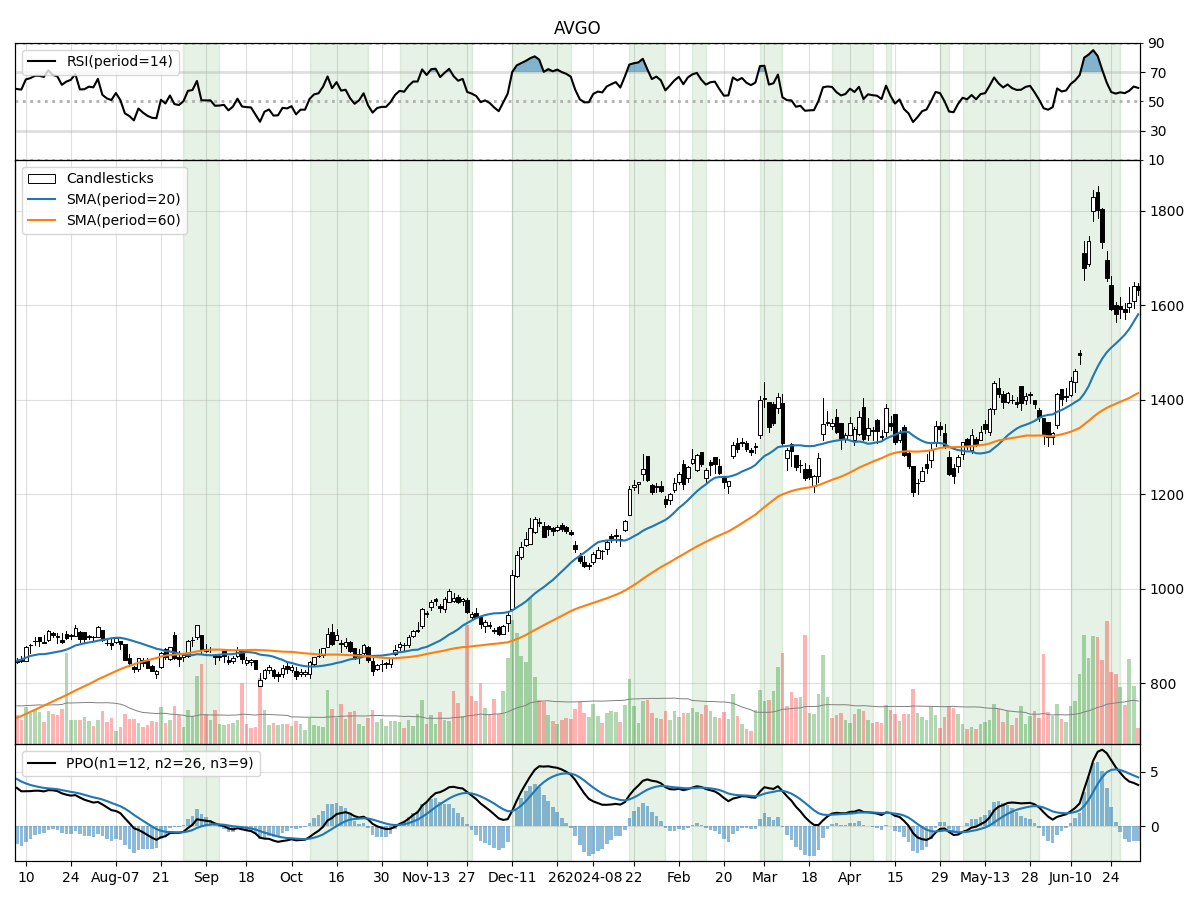 AVGO
RSI(period=14)
90
70
50
30
10
Candlesticks
SMA(period=20)
SMA(period=60)
1800
1600
1400
1200
1000
800
PPO(n1=12, n2=26, n3=9)
5
0
10 24 Aug-07 21 Sep 18 Oct 16 30 Nov-13 27 Dec-11 26 2024-08 22 Feb 20 Mar 18 Apr 15 29 May-13 28 Jun-10 24